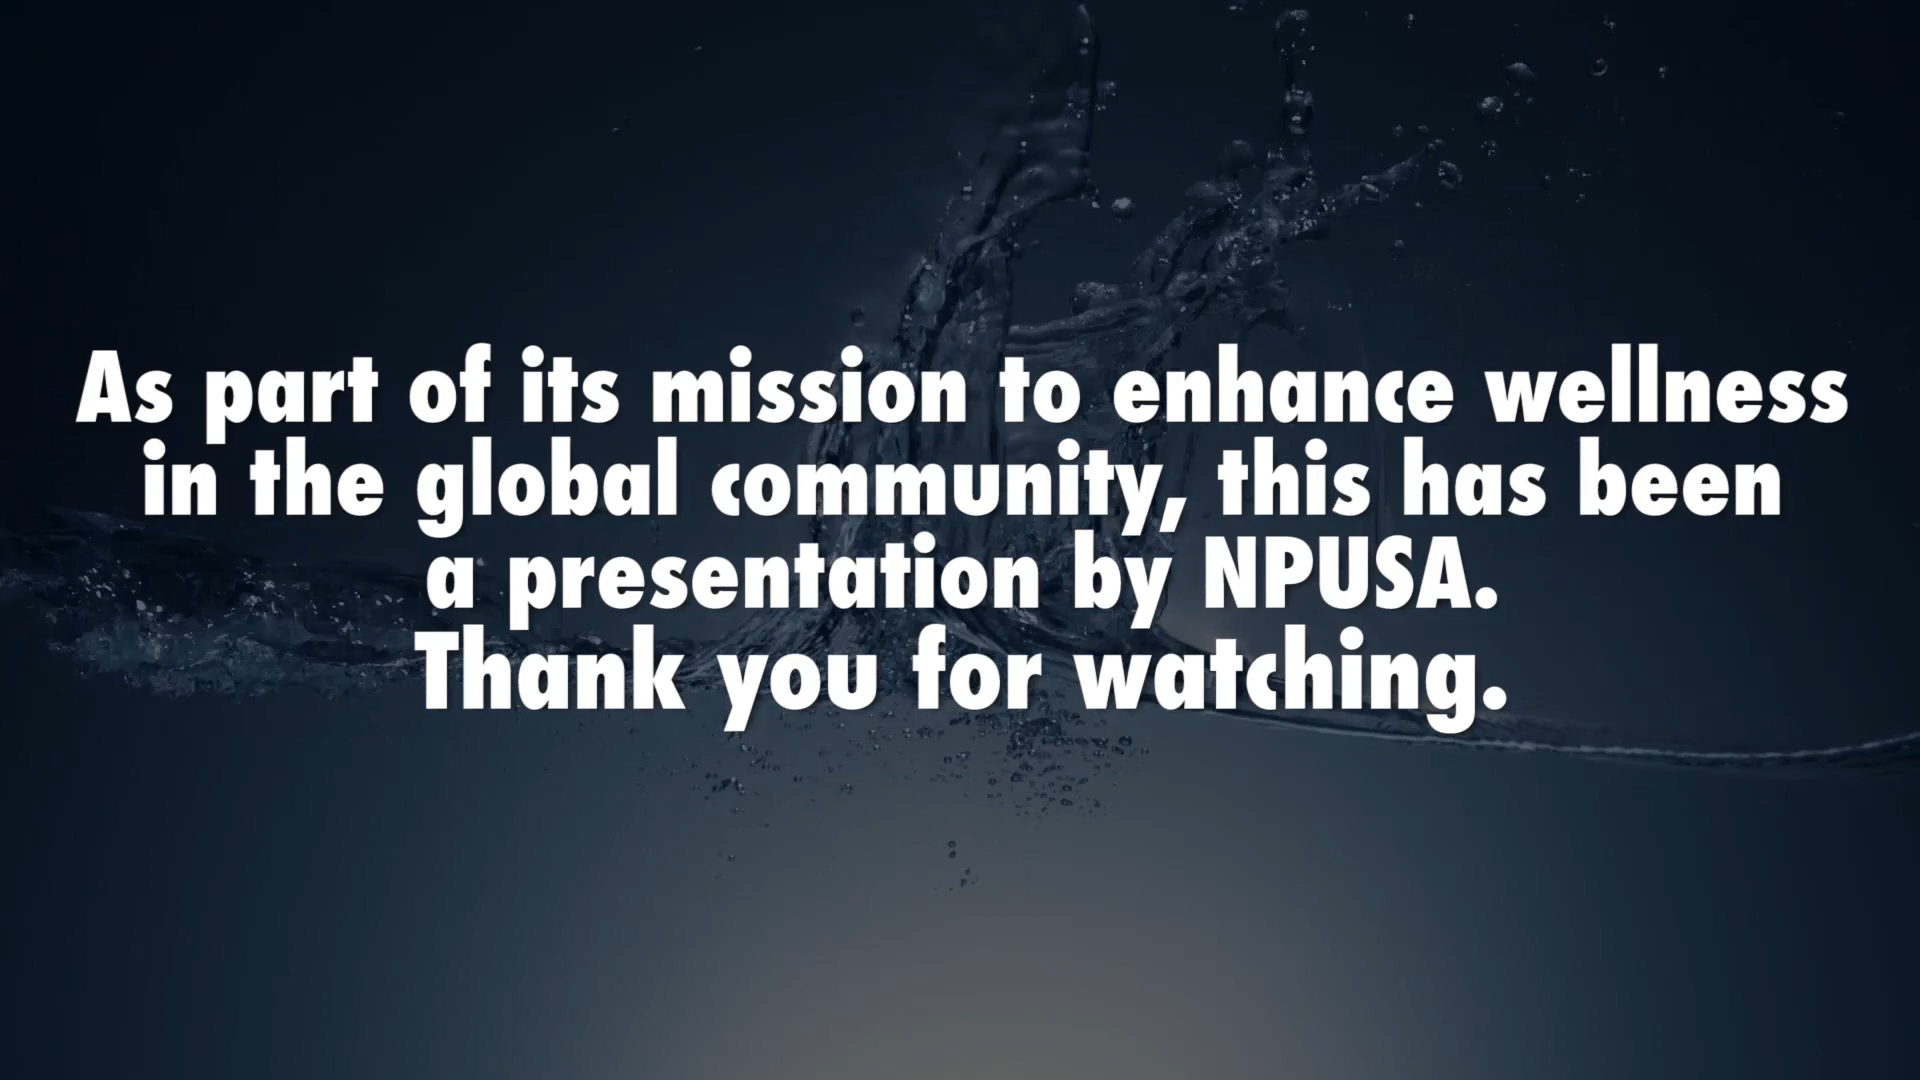 As part of its mission to enhance wellness
in the global community, this has been
a presentation by NPUSA.
Thank you for watching.